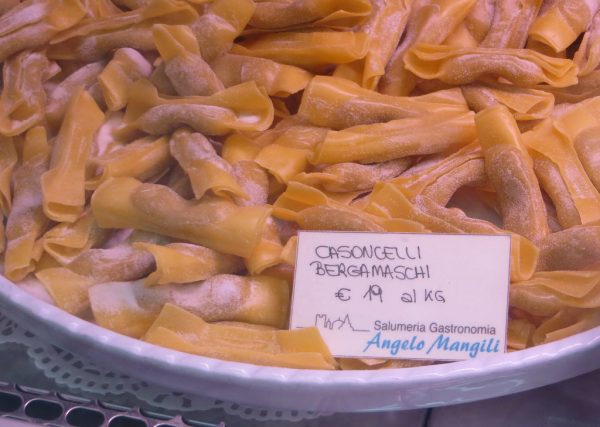 CASONCELLI
BERGAMASCHI
€ 19 al KG
Salumeria Gastronomia
Angelo Mangili